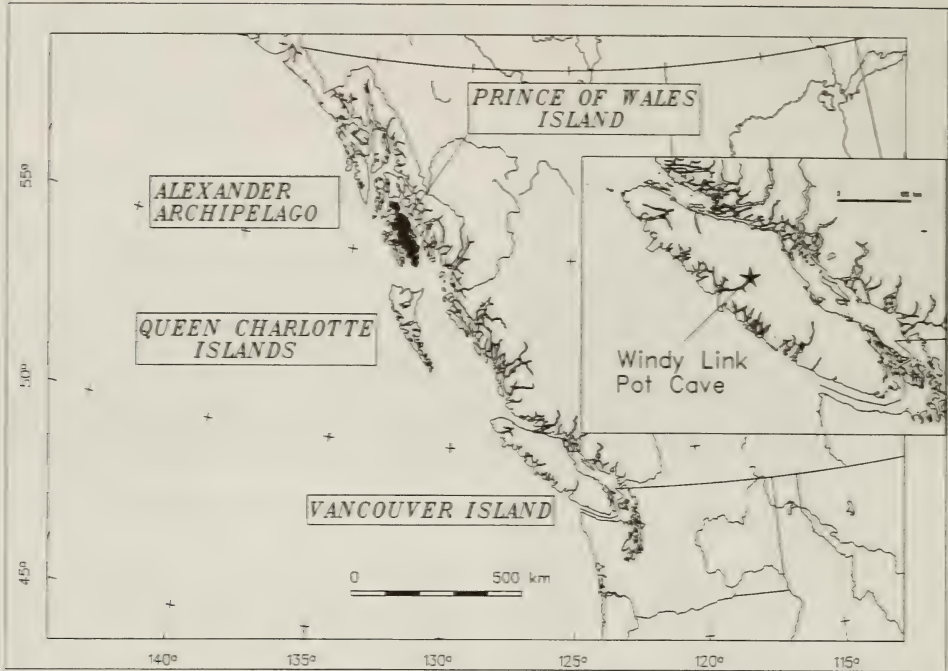 PRINCE OF WALES
ISLAND
ALEXANDER
ARCHIPELAGO
QUEEN CHARLOTTE
ISLANDS
Windy Link
Pot Cave
VANCOUVER ISLAND
0 500 km
55°
50°
45°
140° 135° 130° 125° 120° 115°